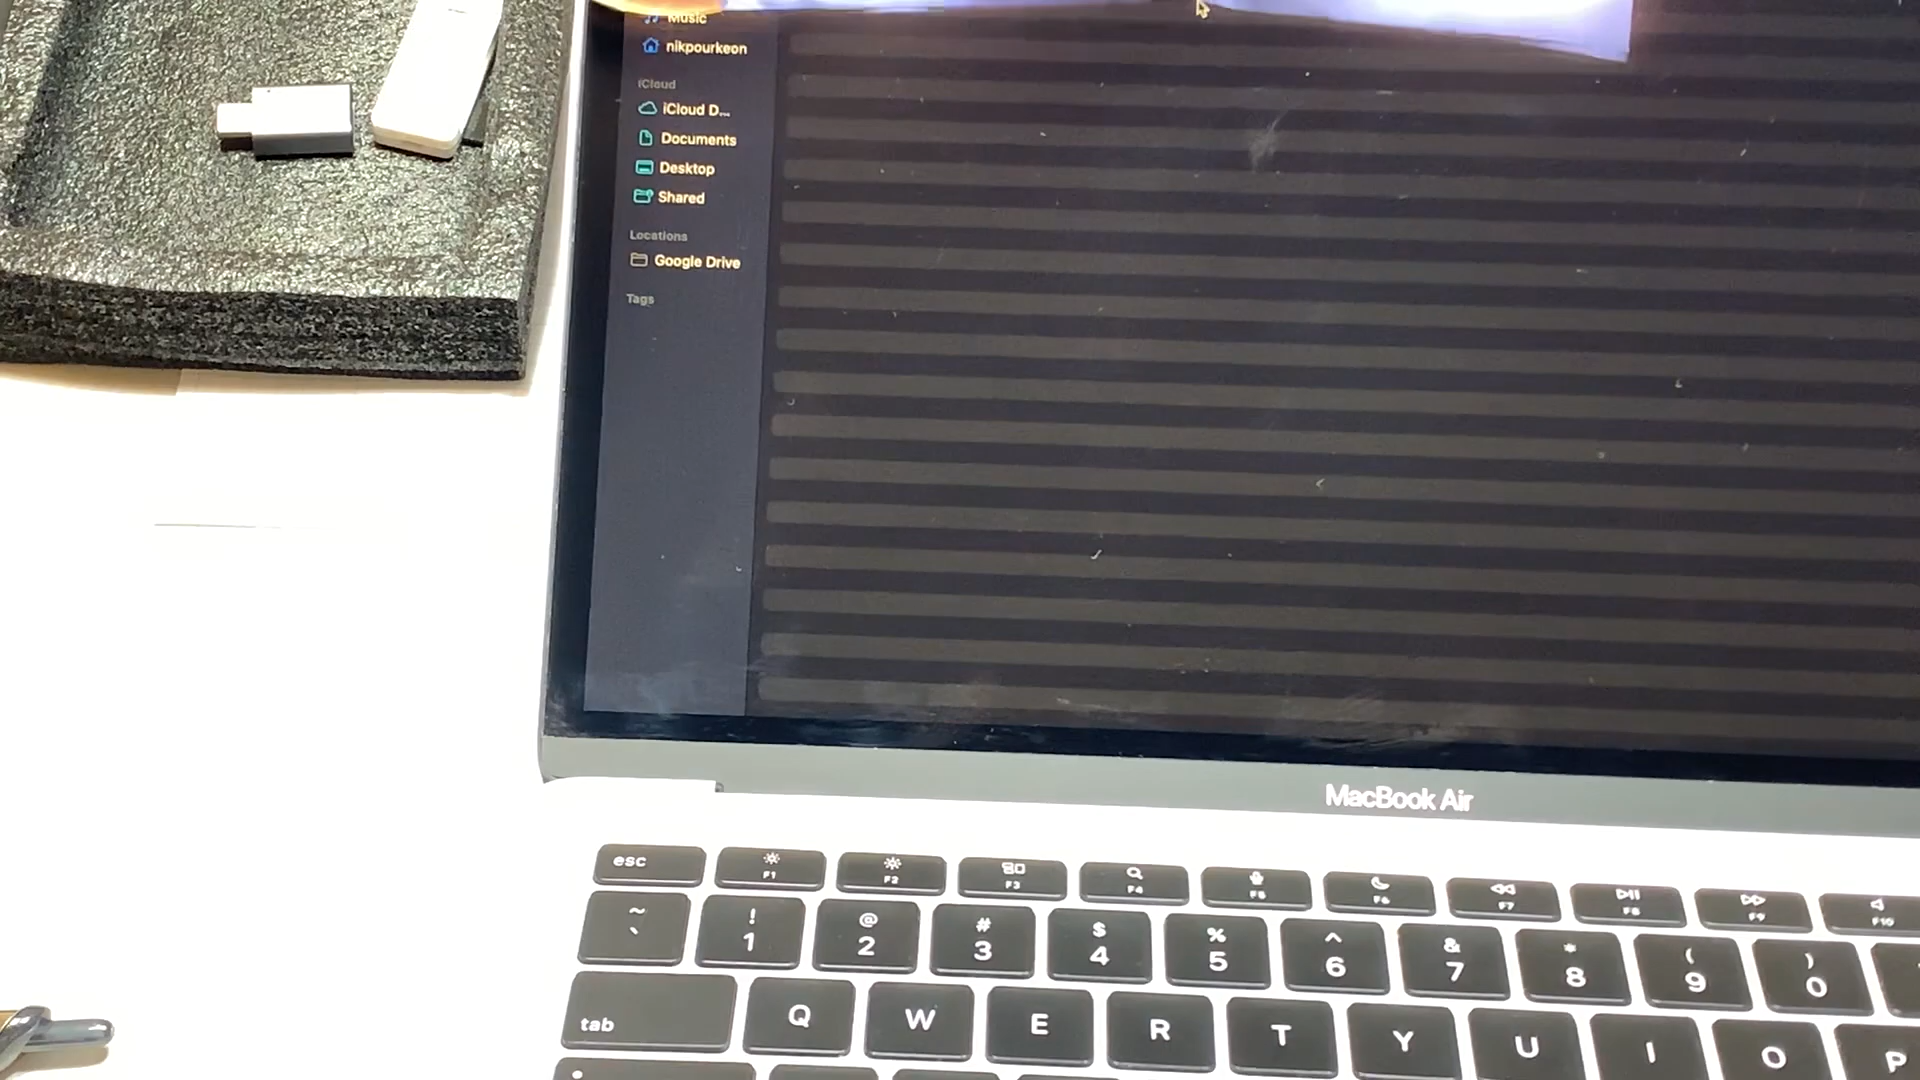 Music
nikpourkeon
iCloud
iCloud D...
Documents
Desktop
Shared
Locations
Google Drive
Tags
MacBook Air
esc
F1
F2
F3
F4
F5
F6
F7
F8
F9
F10
~ ! @ # $ % ^ & * ( )
` 1 2 3 4 5 6 7 8 9 0
tab Q W E R T Y U I O P